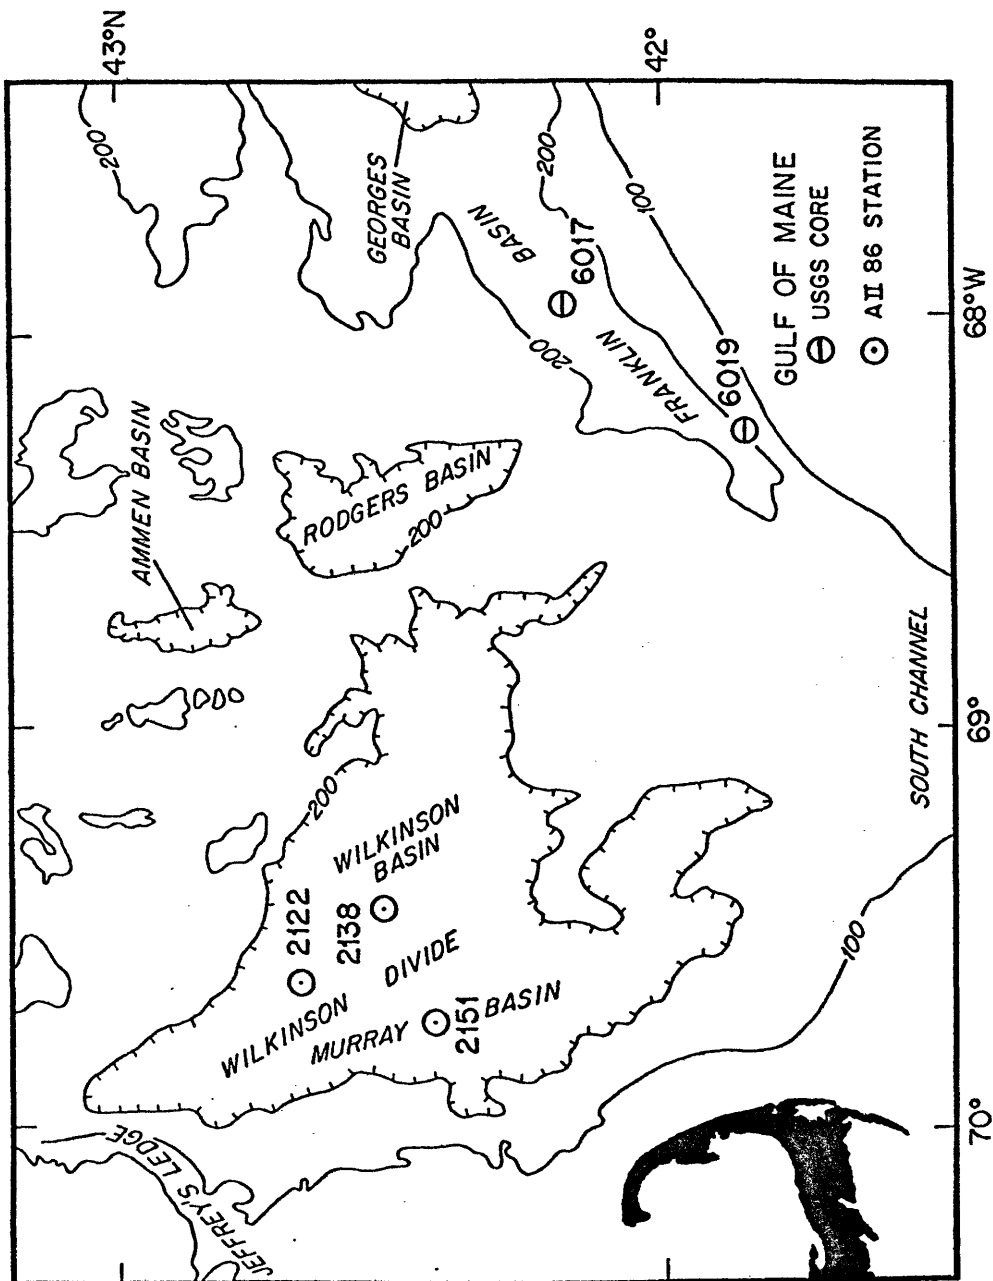 43°N
42°
200
GEORGES
BASIN
200
100
BASIN
6017
FRANKLIN
200
6019
GULF OF MAINE
USGS CORE
AII 86 STATION
68°W
AMMEN BASIN
RODGERS BASIN
200
SOUTH CHANNEL
69°
200
WILKINSON
BASIN
2122
2138
WILKINSON DIVIDE
MURRAY BASIN
2151
100
JEFFREY'S LEDGE
70°